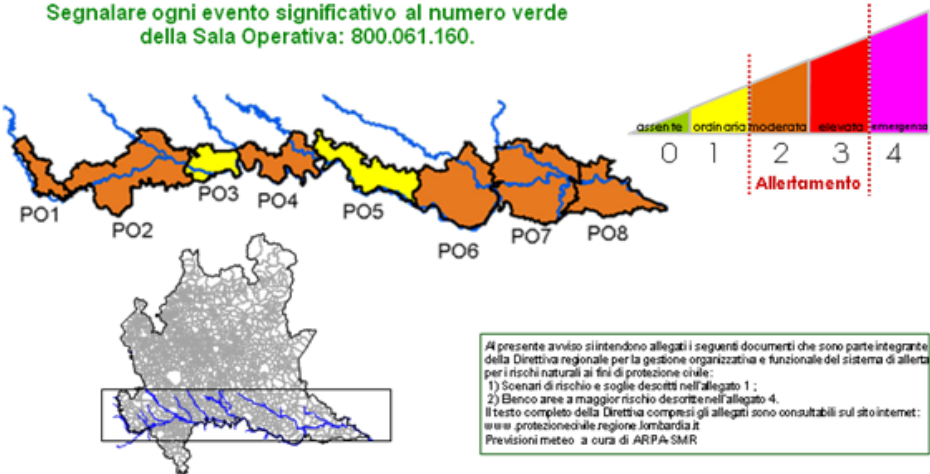 Segnalare ogni evento significativo al numero verde
della Sala Operativa: 800.061.160.
assente ordinaria moderata elevata emergenza
0 1 2 3 4
Allertamento
PO1
PO2
PO3
PO4
PO5
PO6
PO7
PO8
Al presente avviso si intendono allegati i seguenti documenti che sono parte integrante
della Direttiva regionale per la gestione organizzativa e funzionale del sistema di allerta
per i rischi naturali ai fini di protezione civile:
1) Scenari di rischio e soglie descritti nell'allegato 1 ;
2) Elenco aree a maggior rischio descritte nell'allegato 4.
Il testo completo della Direttiva compresi gli allegati sono consultabili sul sito internet:
www.protezionecivile.regione.lombardia.it
Previsioni meteo a cura di ARPA-SMR